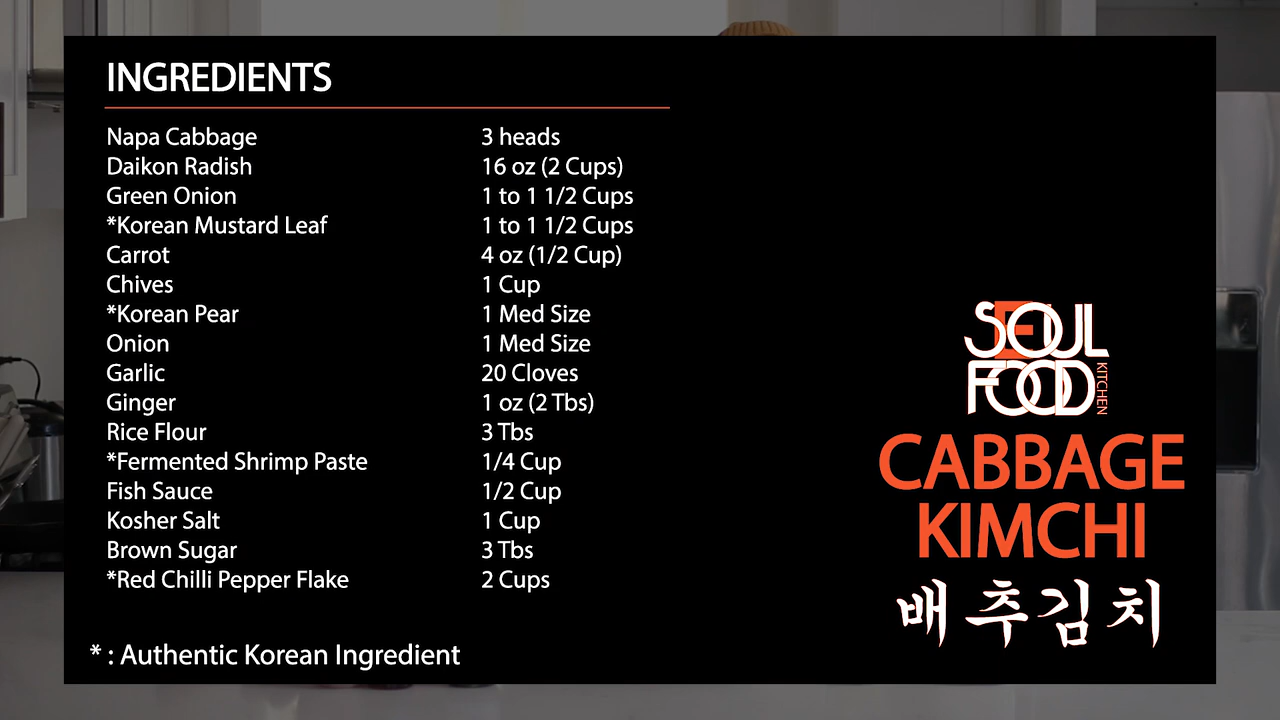 INGREDIENTS
Napa Cabbage 3 heads
Daikon Radish 16 oz (2 Cups)
Green Onion 1 to 1 1/2 Cups
*Korean Mustard Leaf 1 to 1 1/2 Cups
Carrot 4 oz (1/2 Cup)
Chives 1 Cup
*Korean Pear 1 Med Size
Onion 1 Med Size
Garlic 20 Cloves
Ginger 1 oz (2 Tbs)
Rice Flour 3 Tbs
*Fermented Shrimp Paste 1/4 Cup
Fish Sauce 1/2 Cup
Kosher Salt 1 Cup
Brown Sugar 3 Tbs
*Red Chilli Pepper Flake 2 Cups
* : Authentic Korean Ingredient
SEOUL
FOOD KITCHEN
CABBAGE
KIMCHI
배추김치